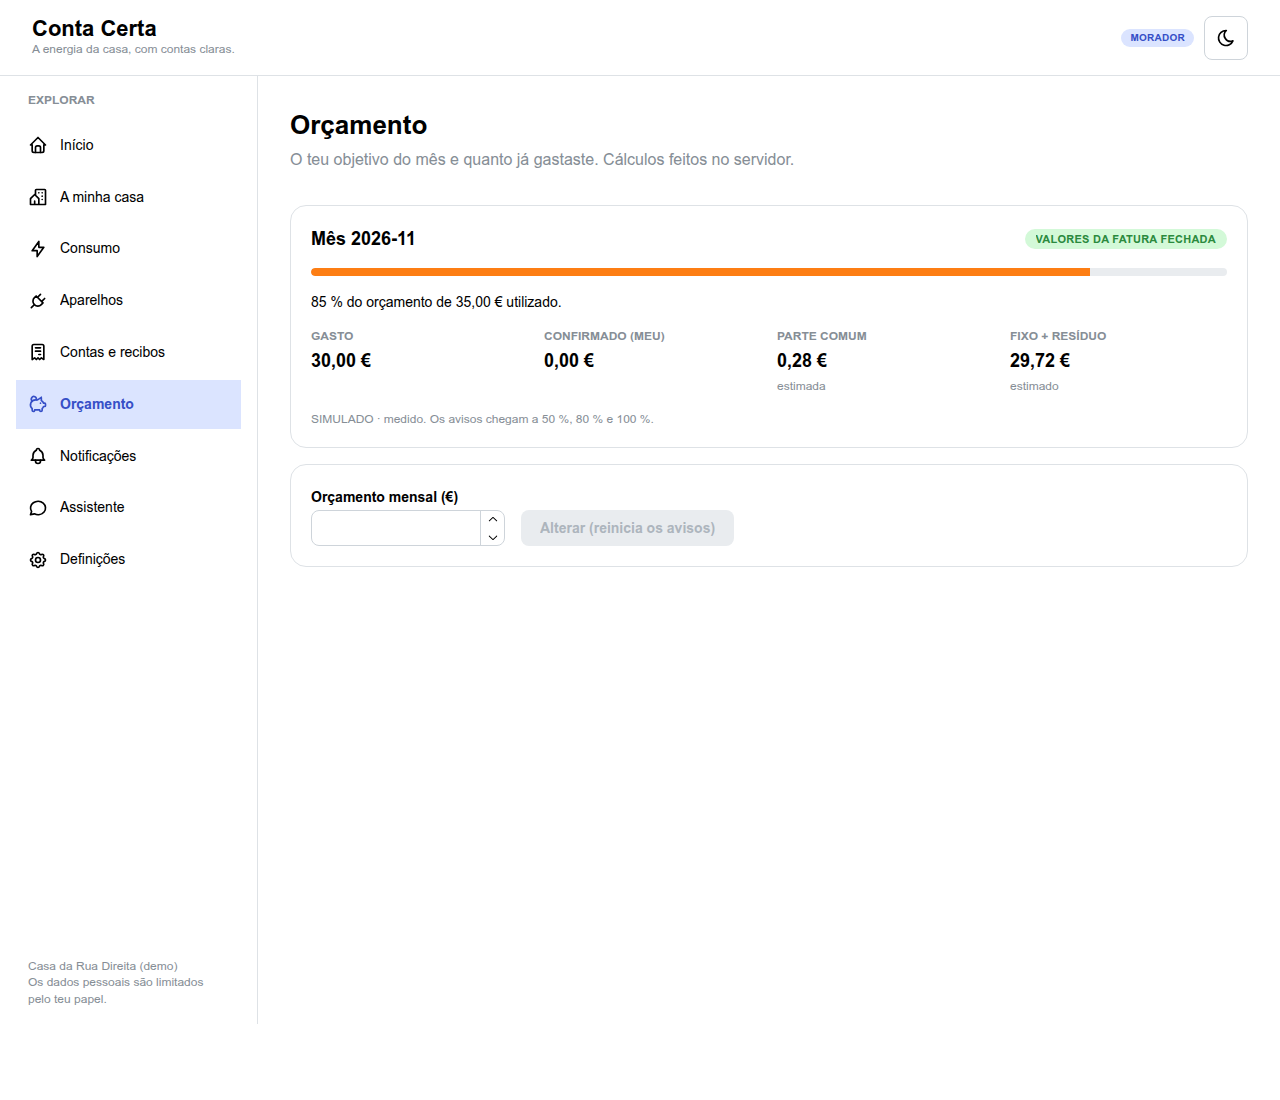 Conta Certa
A energia da casa, com contas claras.
MORADOR
EXPLORAR
Início
A minha casa
Consumo
Aparelhos
Contas e recibos
Orçamento
Notificações
Assistente
Definições
Casa da Rua Direita (demo)
Os dados pessoais são limitados
pelo teu papel.
Orçamento
O teu objetivo do mês e quanto já gastaste. Cálculos feitos no servidor.
Mês 2026-11
VALORES DA FATURA FECHADA
85 % do orçamento de 35,00 € utilizado.
GASTO
30,00 €
CONFIRMADO (MEU)
0,00 €
PARTE COMUM
0,28 €
estimada
FIXO + RESÍDUO
29,72 €
estimado
SIMULADO · medido. Os avisos chegam a 50 %, 80 % e 100 %.
Orçamento mensal (€)
Alterar (reinicia os avisos)